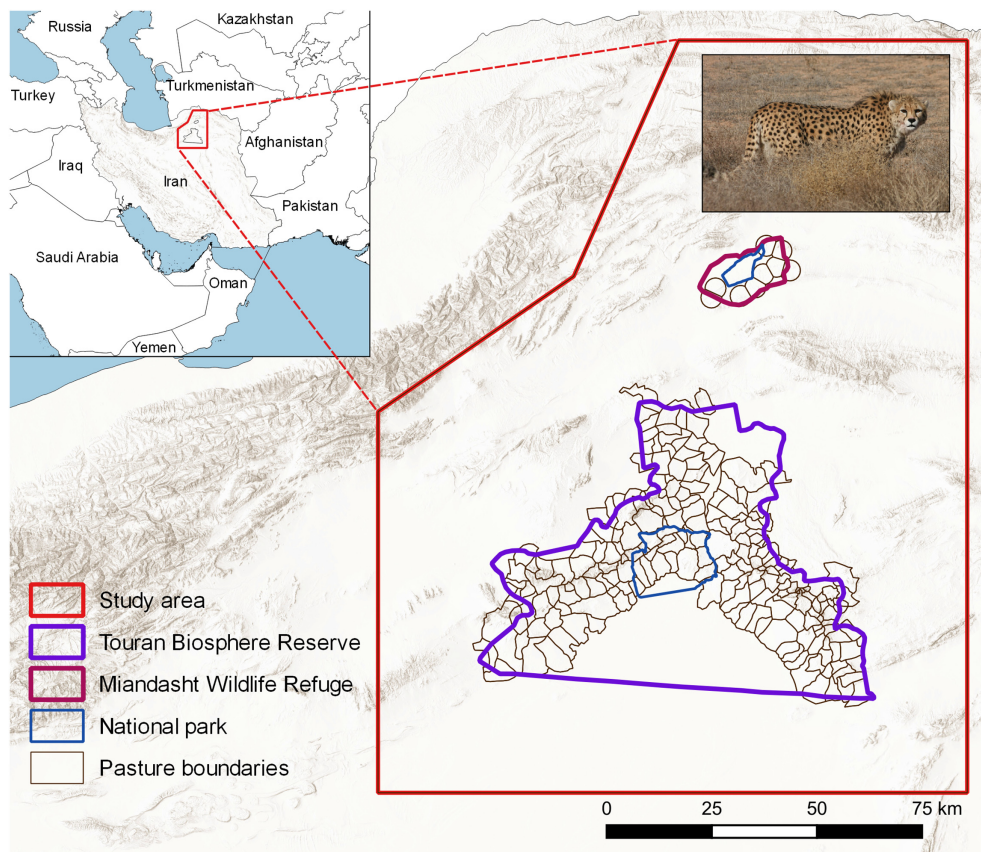 Russia
Kazakhstan
Turkey
Turkmenistan
Afghanistan
Iraq
Iran
Pakistan
Saudi Arabia
Oman
Yemen
Study area
Touran Biosphere Reserve
Miandasht Wildlife Refuge
National park
Pasture boundaries
0 25 50 75 km